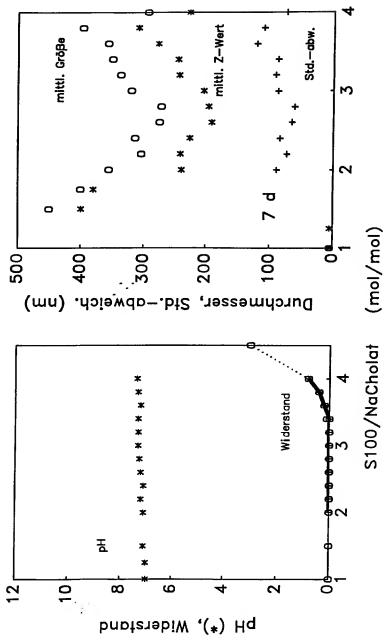 500
400
300
200
100
0
Durchmesser, Std.-abweich. (nm)
mittl. Größe
mittl. Z-Wert
Std.-abw.
7 d
1
2
3
4
(mol/mol)
12
10
8
6
4
2
0
pH (*), Widerstand
pH
Widerstand
1
2
3
4
S100/NaCholat